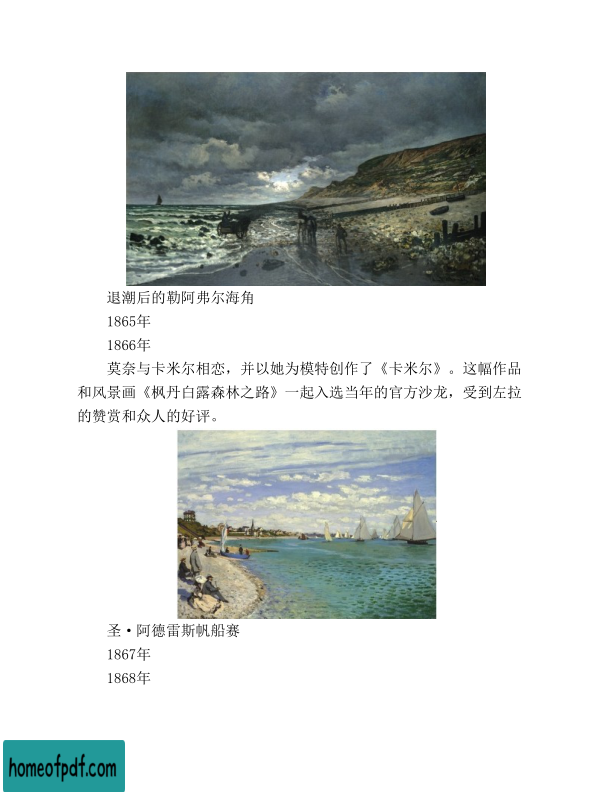 退潮后的勒阿弗尔海角
1865年
1866年
莫奈与卡米尔相恋，并以她为模特创作了《卡米尔》。这幅作品
和风景画《枫丹白露森林之路》一起入选当年的官方沙龙，受到左拉
的赞赏和众人的好评。
圣·阿德雷斯帆船赛
1867年
1868年
homeofpdf.com